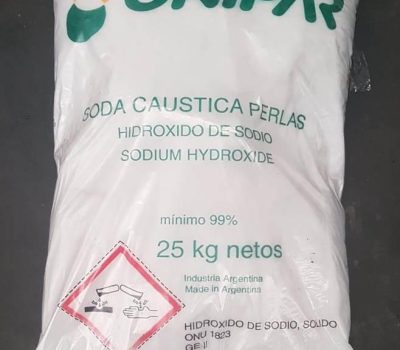 UNIPAR
SODA CAUSTICA PERLAS
HIDROXIDO DE SODIO
SODIUM HYDROXIDE
mínimo 99%
25 kg netos
Industria Argentina
Made in Argentina
HIDROXIDO DE SODIO, SOLIDO
ONU 1823